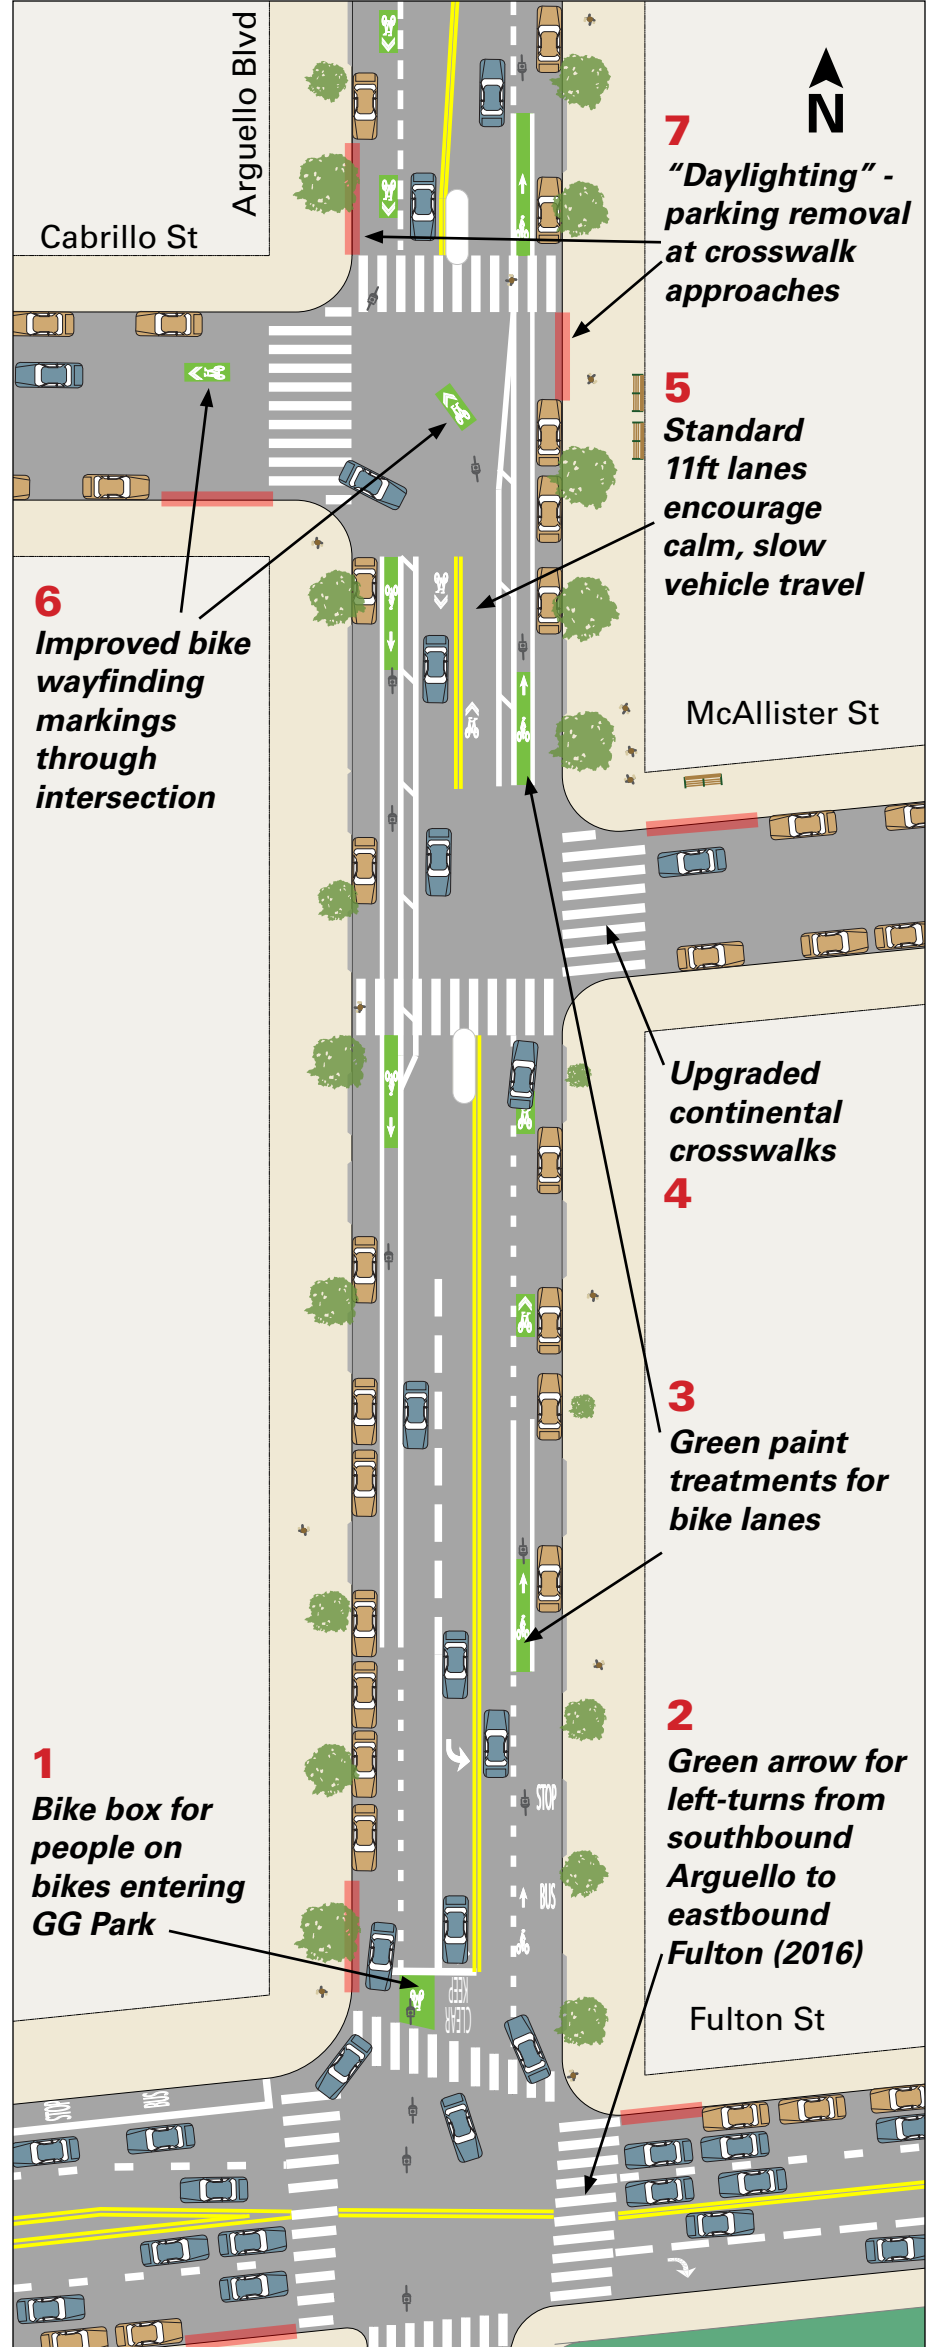 Arguello Blvd
N
Cabrillo St
7
“Daylighting” -
parking removal
at crosswalk
approaches
5
Standard
11ft lanes
encourage
calm, slow
vehicle travel
6
Improved bike
wayfinding
markings
through
intersection
McAllister St
Upgraded
continental
crosswalks
4
3
Green paint
treatments for
bike lanes
2
Green arrow for
left-turns from
southbound
Arguello to
eastbound
Fulton (2016)
1
Bike box for
people on
bikes entering
GG Park
STOP
BUS
KEEP
CLEAR
Fulton St
STOP
BUS